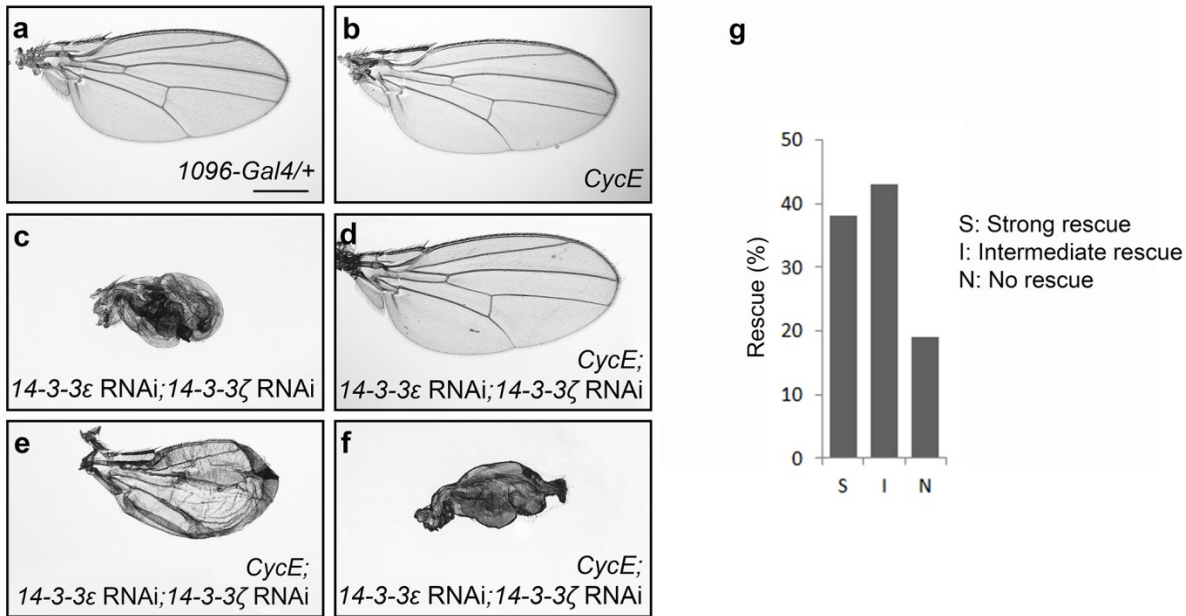 a
1096-Gal4/+
b
CycE
c
14-3-3ε RNAi;14-3-3ζ RNAi
d
CycE;
14-3-3ε RNAi;14-3-3ζ RNAi
e
CycE;
14-3-3ε RNAi;14-3-3ζ RNAi
f
CycE;
14-3-3ε RNAi;14-3-3ζ RNAi
g
Rescue (%)
50
40
30
20
10
0
S I N
S: Strong rescue
I: Intermediate rescue
N: No rescue